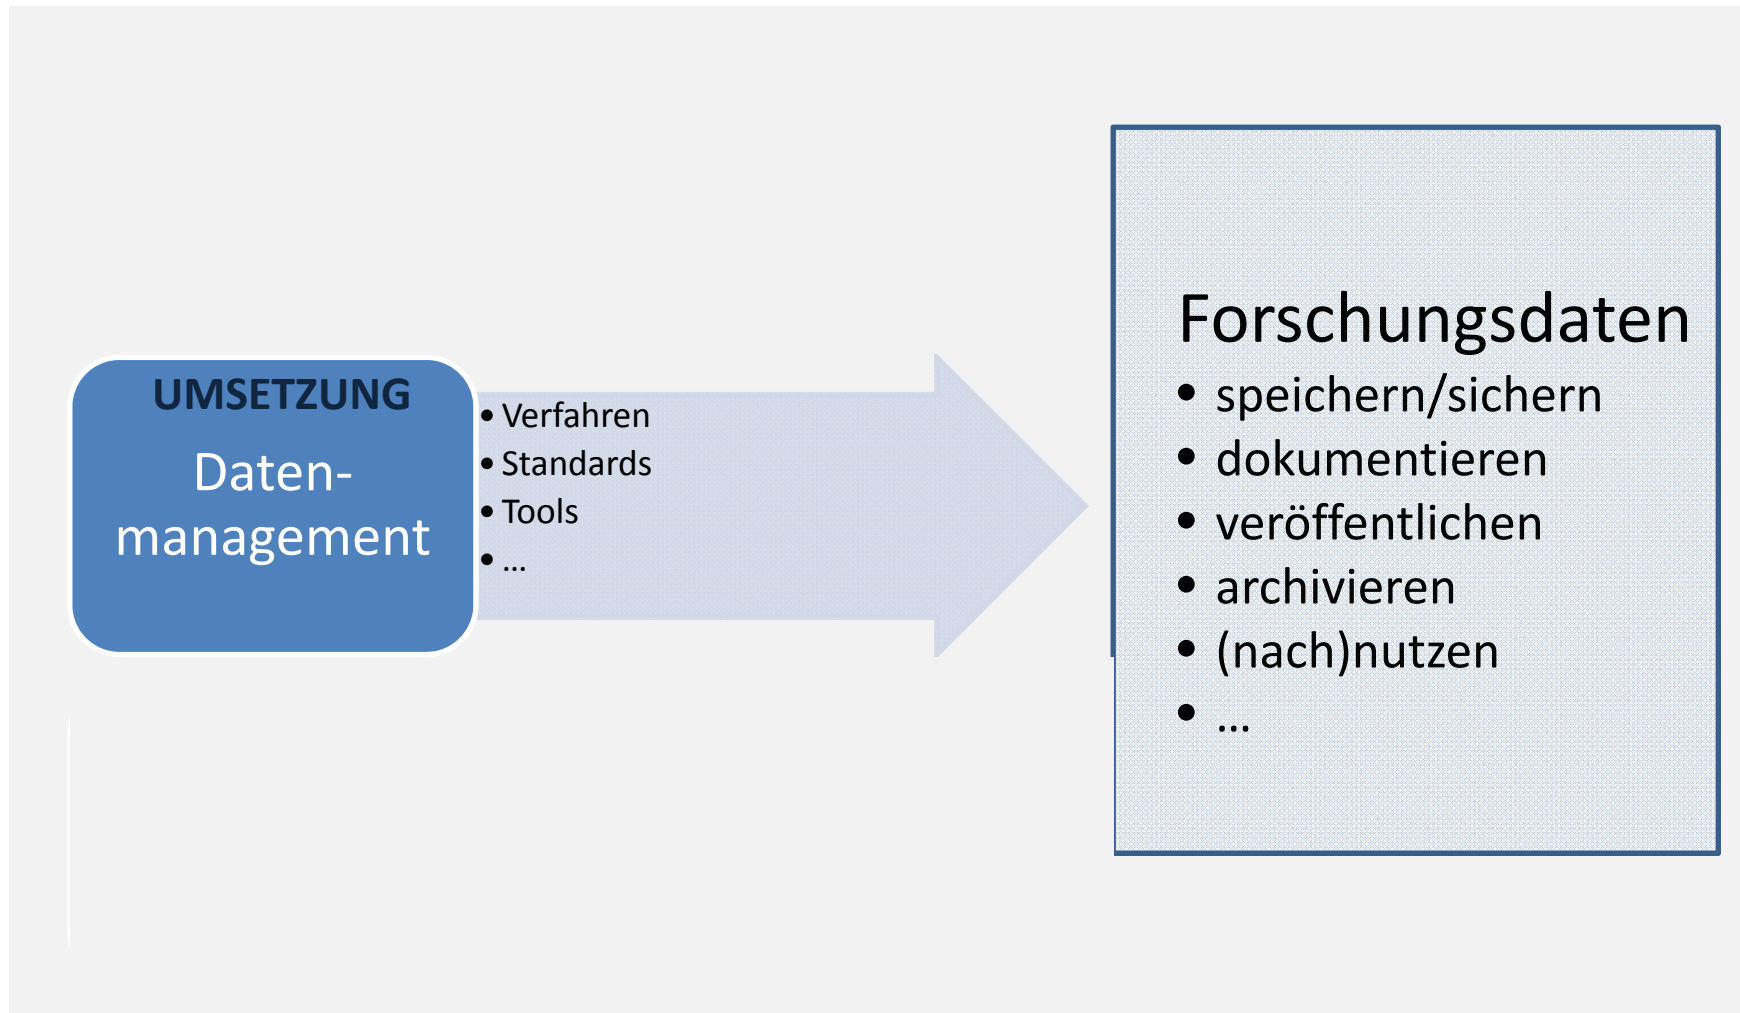 UMSETZUNG
Daten-
management
• Verfahren
• Standards
• Tools
• ...
Forschungsdaten
• speichern/sichern
• dokumentieren
• veröffentlichen
• archivieren
• (nach)nutzen
• ...